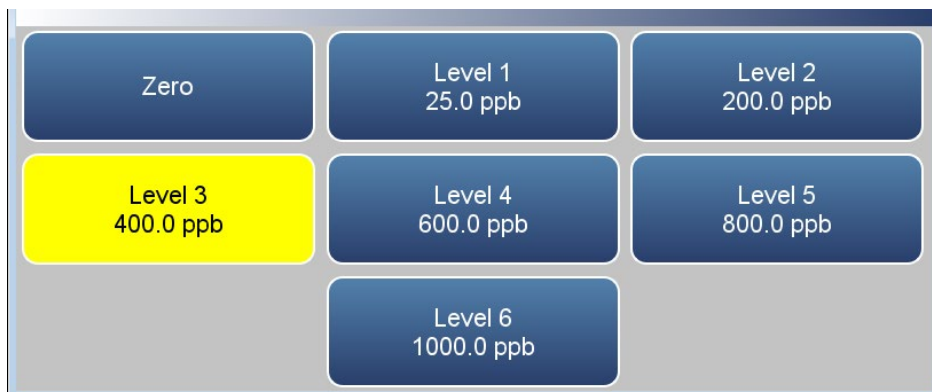 Zero
Level 1
25.0 ppb
Level 2
200.0 ppb
Level 3
400.0 ppb
Level 4
600.0 ppb
Level 5
800.0 ppb
Level 6
1000.0 ppb